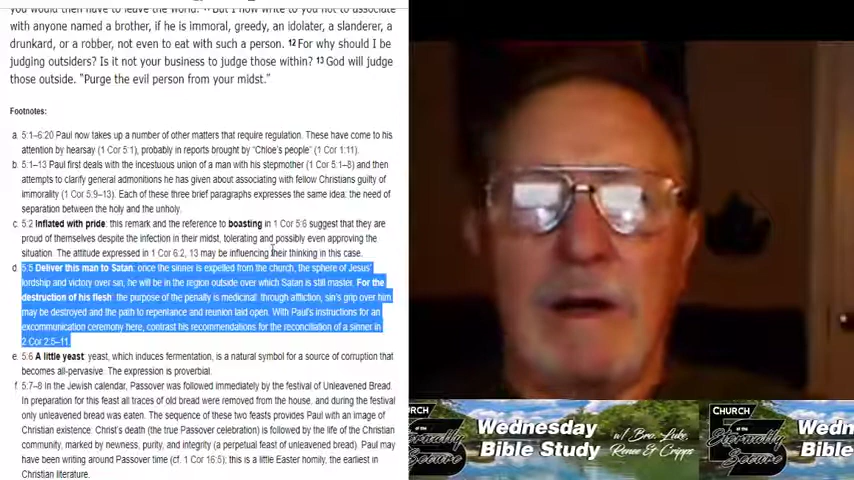 you would then have to leave the world. 11 But I now write to you not to associate
with anyone named a brother, if he is immoral, greedy, an idolater, a slanderer, a
drunkard, or a robber, not even to eat with such a person. 12 For why should I be
judging outsiders? Is it not your business to judge those within? 13 God will judge
those outside. "Purge the evil person from your midst."
Footnotes:
a. 5:1–6:20 Paul now takes up a number of other matters that require regulation. These have come to his
attention by hearsay (1 Cor 5:1), probably in reports brought by "Chloe's people" (1 Cor 1:11).
b. 5:1–13 Paul first deals with the incestuous union of a man with his stepmother (1 Cor 5:1–8) and then
attempts to clarify general admonitions he has given about associating with fellow Christians guilty of
immorality (1 Cor 5:9–13). Each of these three brief paragraphs expresses the same idea: the need of
separation between the holy and the unholy.
c. 5:2 Inflated with pride: this remark and the reference to boasting in 1 Cor 5:6 suggest that they are
proud of themselves despite the infection in their midst, tolerating and possibly even approving the
situation. The attitude expressed in 1 Cor 6:2, 13 may be influencing their thinking in this case.
d. 5:5 Deliver this man to Satan: once the sinner is expelled from the church, the sphere of Jesus'
lordship and victory over sin, he will be in the region outside over which Satan is still master. For the
destruction of his flesh: the purpose of the penalty is medicinal: through affliction, sin's grip over him
may be destroyed and the path to repentance and reunion laid open. With Paul's instructions for an
excommunication ceremony here, contrast his recommendations for the reconciliation of a sinner in
2 Cor 2:5–11.
e. 5:6 A little yeast: yeast, which induces fermentation, is a natural symbol for a source of corruption that
becomes all-pervasive. The expression is proverbial.
f. 5:7–8 In the Jewish calendar, Passover was followed immediately by the festival of Unleavened Bread.
In preparation for this feast all traces of old bread were removed from the house, and during the festival
only unleavened bread was eaten. The sequence of these two feasts provides Paul with an image of
Christian existence: Christ's death (the true Passover celebration) is followed by the life of the Christian
community, marked by newness, purity, and integrity (a perpetual feast of unleavened bread). Paul may
have been writing around Passover time (cf. 1 Cor 16:5); this is a little Easter homily, the earliest in
Christian literature.
CHURCH
Eternally
Secure
Wednesday
Bible Study
w/ Bro. Luke,
Renee & Cripps
CHURCH
Eternally
Secure
Wedn
Bible